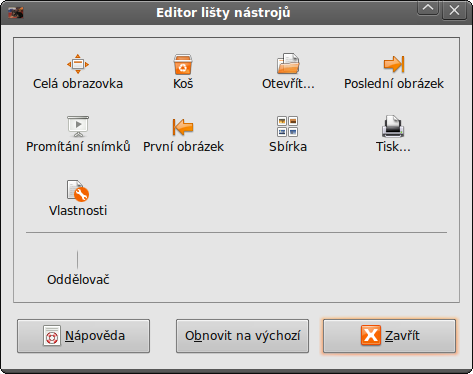 Editor lišty nástrojů
Celá obrazovka Koš Otevřít... Poslední obrázek
Promítání snímků První obrázek Sbírka Tisk...
Vlastnosti
Oddělovač
Nápověda Obnovit na výchozí Zavřít